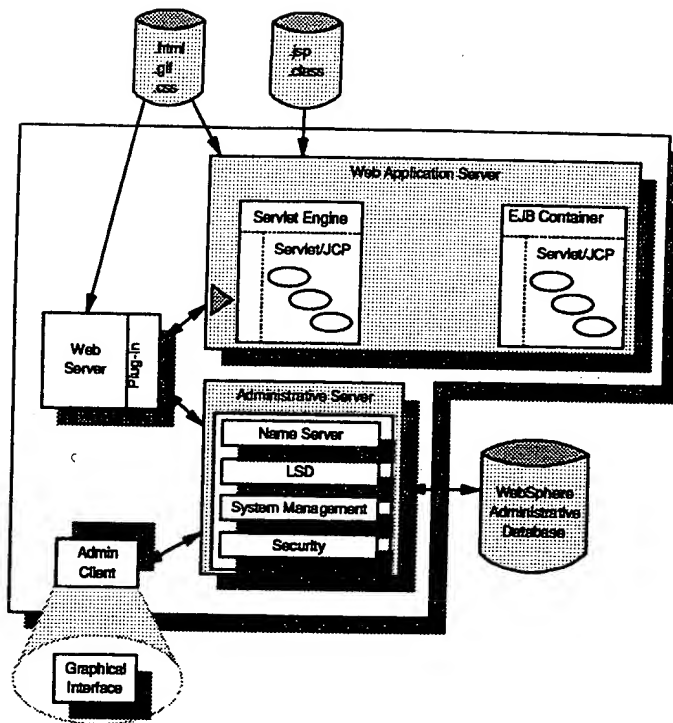 .html
.gif
.css
.jsp
.class
Web Application Server
Servlet Engine
Servlet/JCP
EJB Container
Servlet/JCP
Web
Server
Plug-in
Administrative Server
Name Server
LSD
System Management
Security
WebSphere
Administrative
Database
Admin
Client
Graphical
Interface